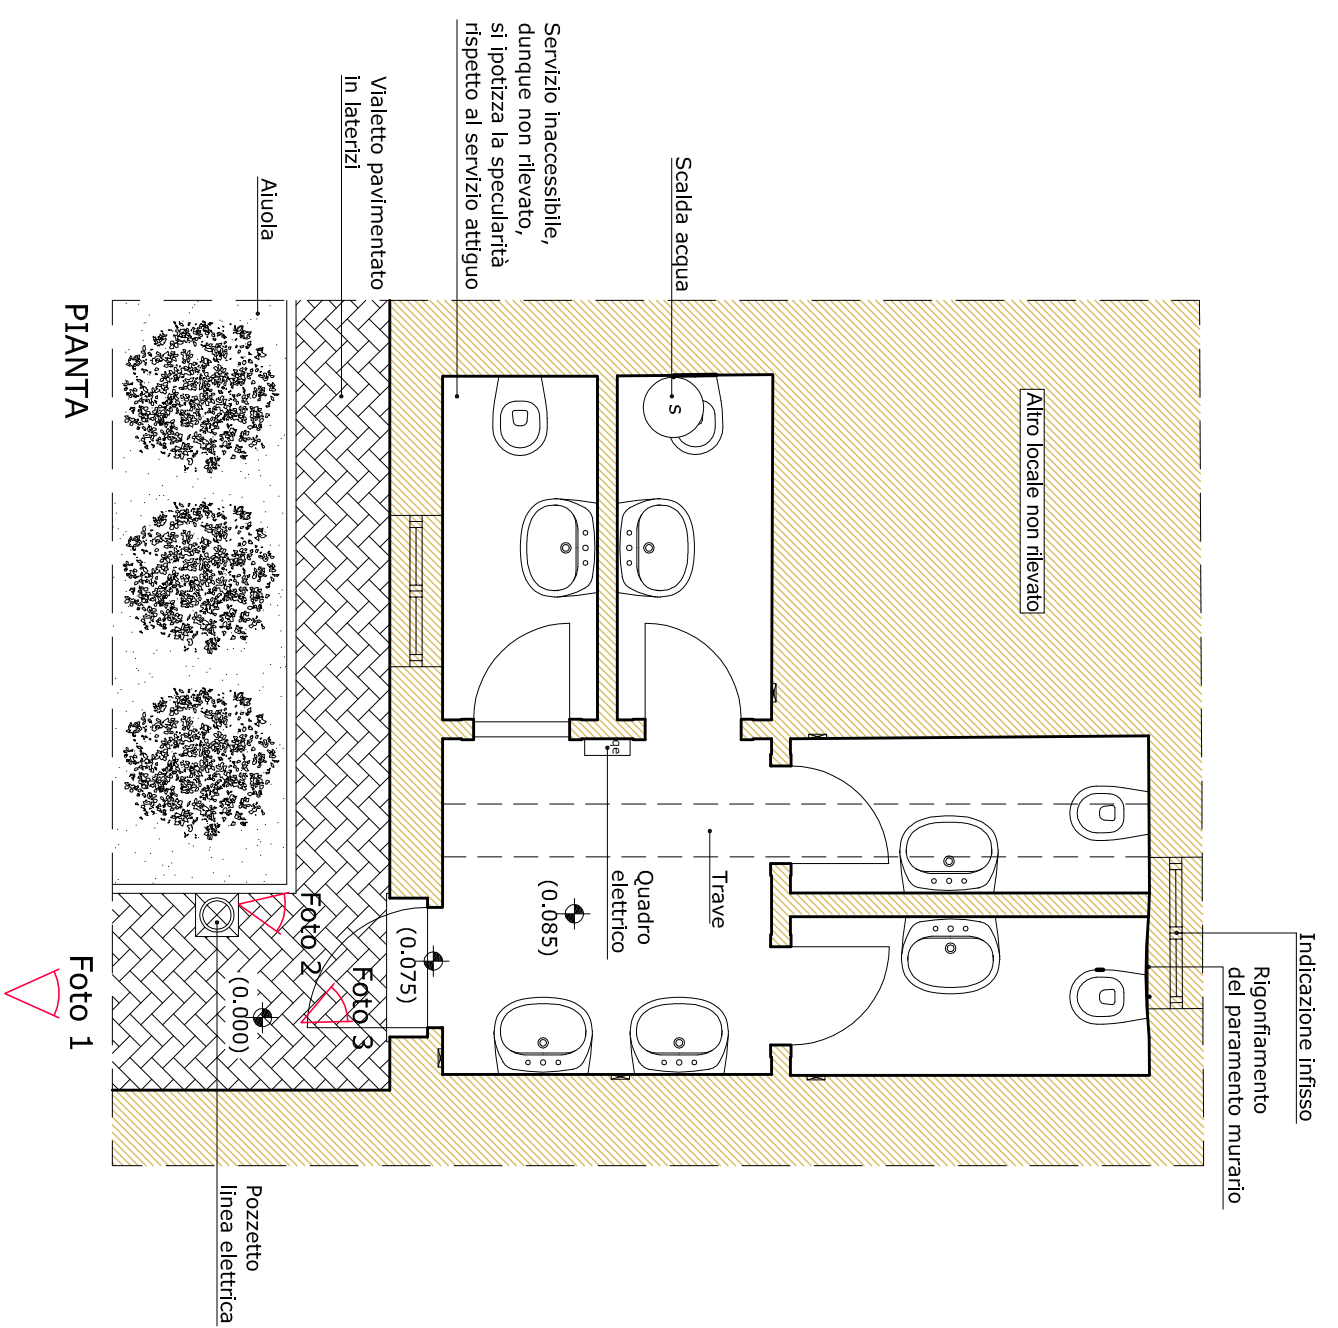 Indicazione infisso
Rigonfiamento
del paramento murario
Altro locale non rilevato
Scalda acqua
s
Trave
Quadro
elettrico
qe
Servizio inaccessibile,
dunque non rilevato,
si ipotizza la specularità
rispetto al servizio attiguo
(0.085)
(0.075)
Vialetto pavimentato
in laterizi
Foto 3
Foto 2
Aiuola
(0.000)
Pozzetto
linea elettrica
PIANTA
Foto 1